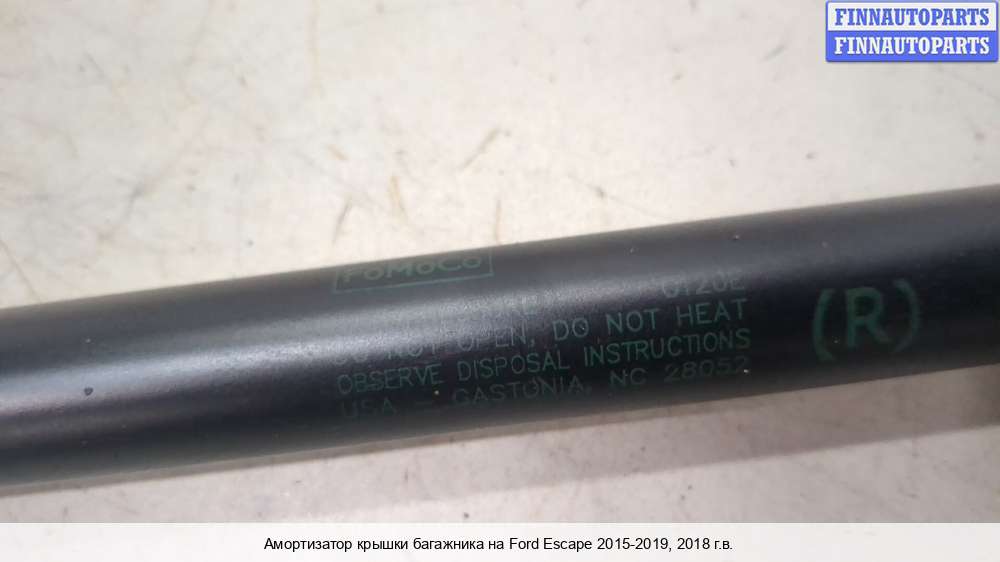 FINNAUTOPARTS
FINNAUTOPARTS
FoMoCo
DO NOT OPEN, DO NOT HEAT
OBSERVE DISPOSAL INSTRUCTIONS
USA – GASTONIA, NC 28052
(R)
Амортизатор крышки багажника на Ford Escape 2015-2019, 2018 г.в.